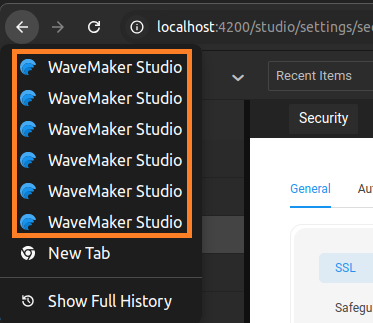 localhost:4200/studio/settings/se
WaveMaker Studio
WaveMaker Studio
WaveMaker Studio
WaveMaker Studio
WaveMaker Studio
WaveMaker Studio
New Tab
Show Full History
Recent Items
Security
General
Au
SSL
Safegu